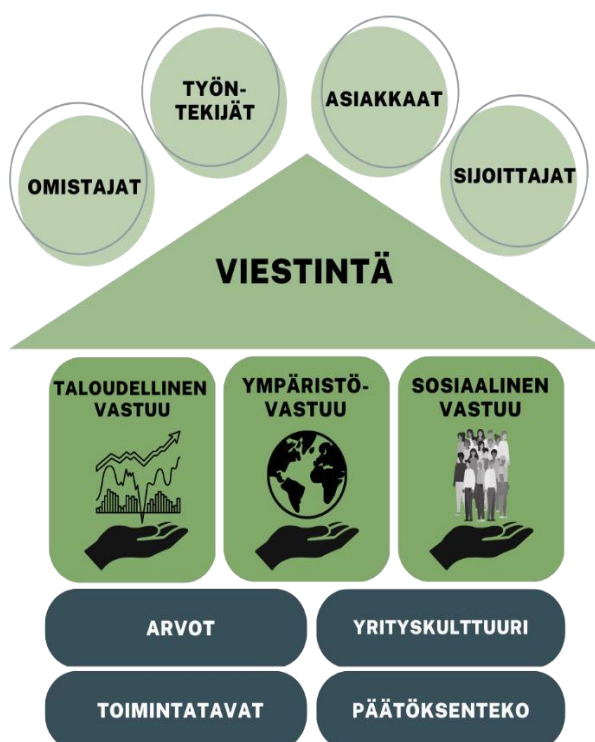 TYÖN-
TEKIJÄT
ASIAKKAAT
OMISTAJAT
SIJOITTAJAT
VIESTINTÄ
TALOUDELLINEN
VASTUU
YMPÄRISTÖ-
VASTUU
SOSIAALINEN
VASTUU
ARVOT
YRITYSKULTTUURI
TOIMINTATAVAT
PÄÄTÖKSENTEKO